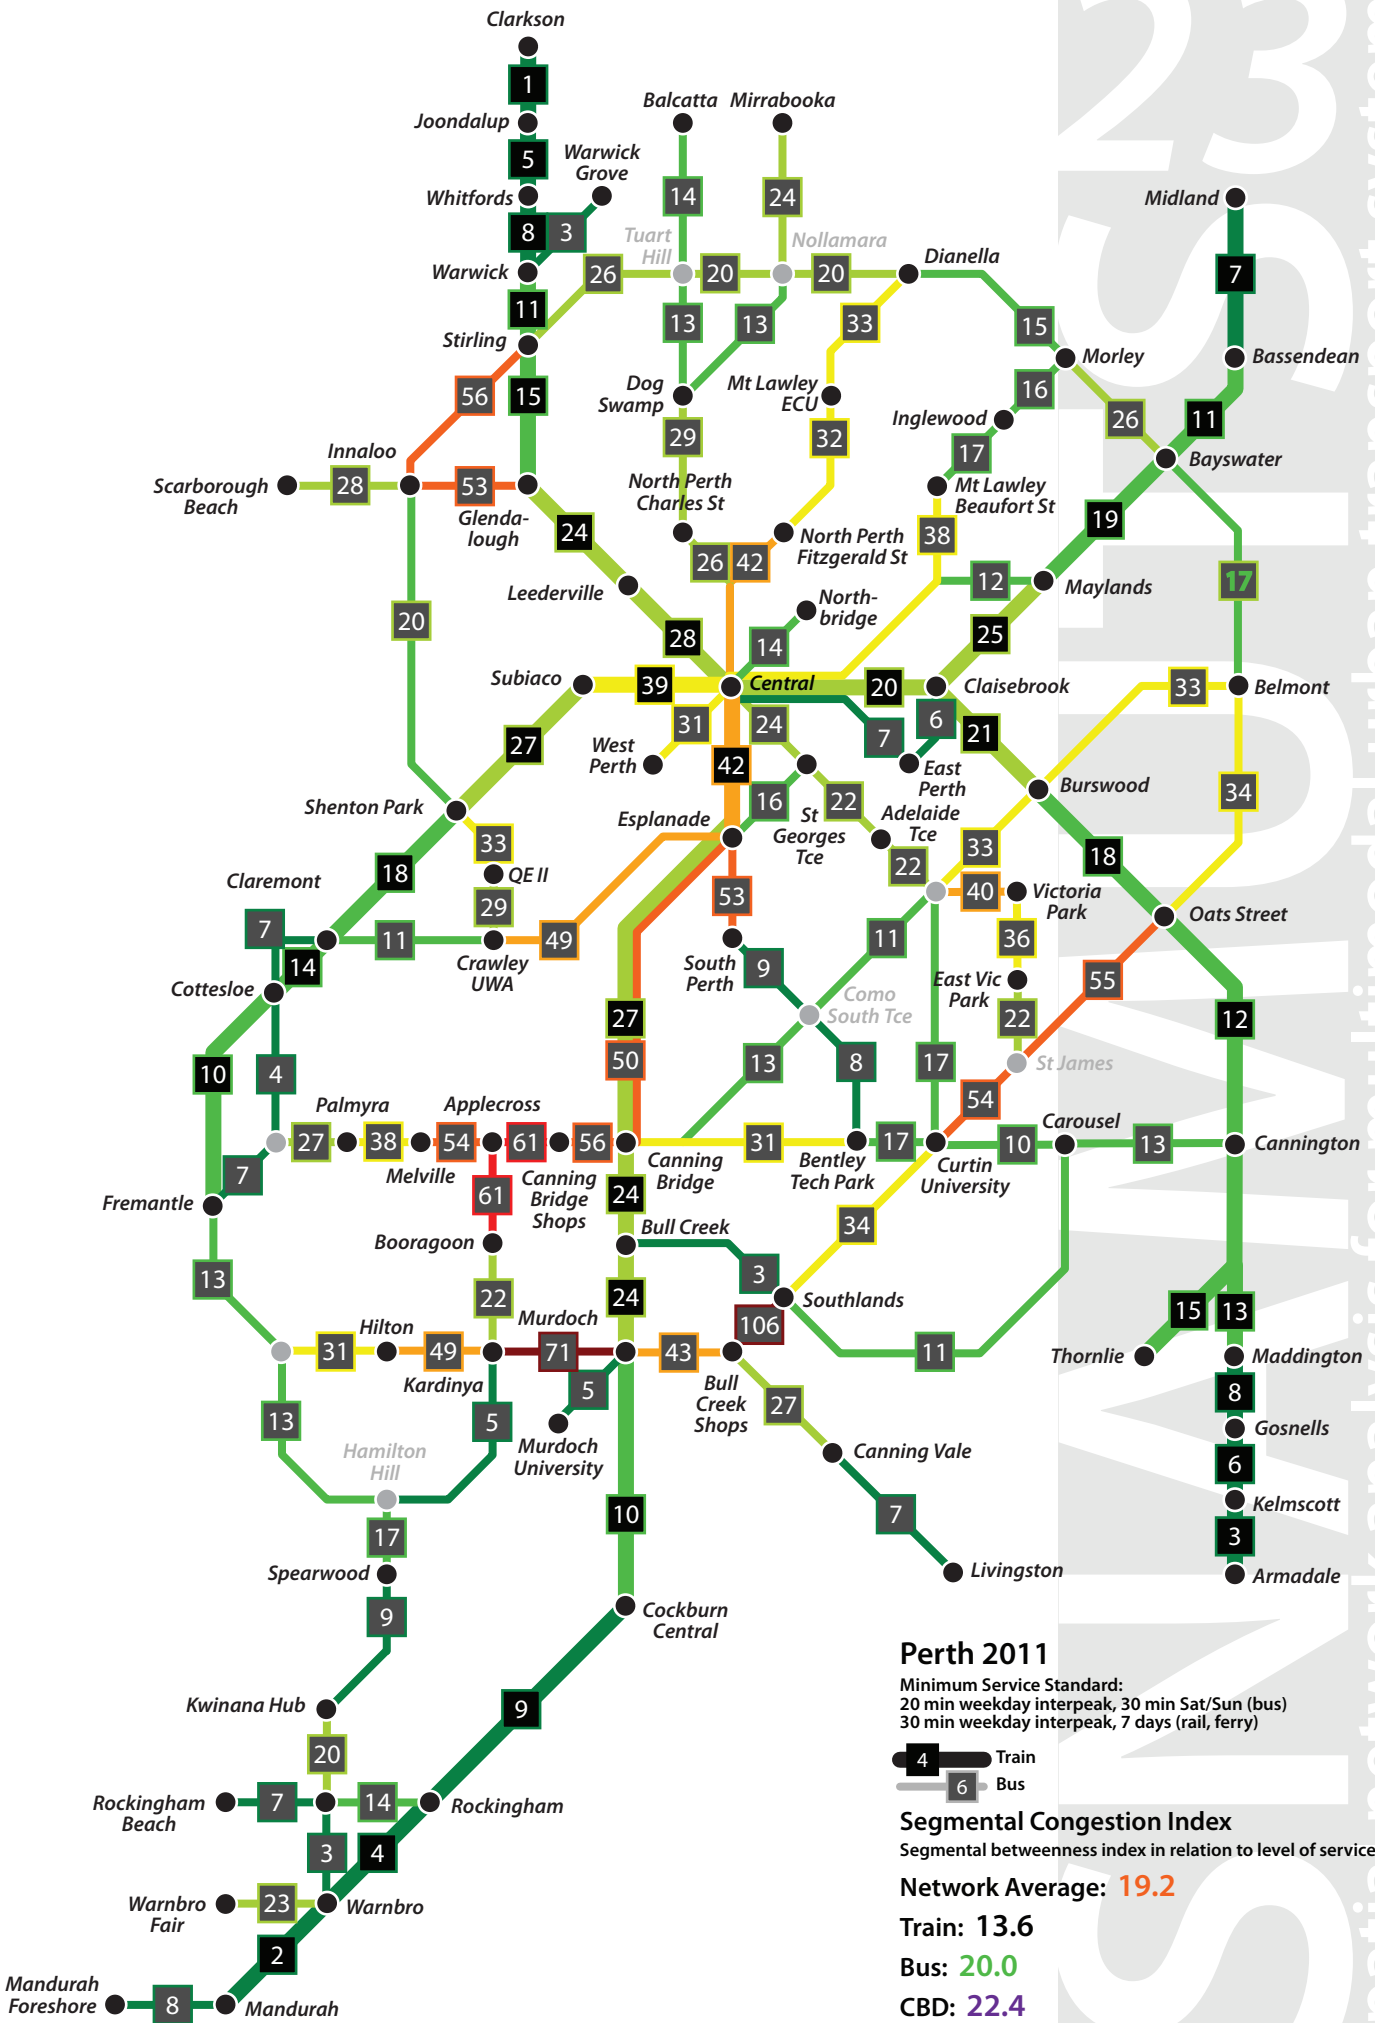 Clarkson
1
23
Balcatta
Mirrabooka
Joondalup
5
Warwick
Grove
Whitfords
14
24
Midland
8
3
Tuart
Hill
Nollamara
Warwick
26
20
20
Dianella
7
11
13
13
33
15
Stirling
Morley
Bassendean
56
15
Dog
Swamp
Mt Lawley
ECU
16
Inglewood
26
11
29
32
17
Innaloo
Bayswater
Scarborough
Beach
28
53
North Perth
Charles St
Mt Lawley
Beaufort St
Glenda-
lough
19
24
North Perth
Fitzgerald St
38
26
42
12
17
Leederville
North-
bridge
Maylands
20
28
14
25
Subiaco
39
Central
20
Claisebrook
33
Belmont
31
24
6
27
7
21
West
Perth
42
East
Perth
Burswood
Shenton Park
16
22
34
Esplanade
St
Georges
Tce
Adelaide
Tce
33
33
18
18
22
QE II
Claremont
53
40
Victoria
Park
29
Oats Street
7
11
49
11
36
14
Crawley
UWA
South
Perth
9
East Vic
Park
55
Cottesloe
Como
South Tce
27
22
12
10
4
50
13
8
17
St James
54
Palmyra
Applecross
Carousel
27
38
54
61
56
31
17
10
13
Cannington
Melville
Canning
Bridge
Shops
Canning
Bridge
Bentley
Tech Park
Curtin
University
7
61
24
Fremantle
34
Booragoon
Bull Creek
13
3
22
24
Southlands
Hilton
Murdoch
106
15
13
31
49
71
43
11
Thornlie
Maddington
Kardinya
5
Bull
Creek
Shops
8
13
5
27
Gosnells
Hamilton
Hill
Murdoch
University
Canning Vale
6
17
10
7
Kelmscott
3
Spearwood
Livingston
Armadale
9
Cockburn
Central
Perth 2011
Minimum Service Standard:
20 min weekday interpeak, 30 min Sat/Sun (bus)
30 min weekday interpeak, 7 days (rail, ferry)
Kwinana Hub
9
20
4
Train
6
Bus
Rockingham
Beach
7
14
Rockingham
Segmental Congestion Index
Segmental betweenness index in relation to level of service
3
4
Network Average: 19.2
Warnbro
Fair
23
Warnbro
Train: 13.6
2
Bus: 20.0
Mandurah
Foreshore
8
Mandurah
CBD: 22.4